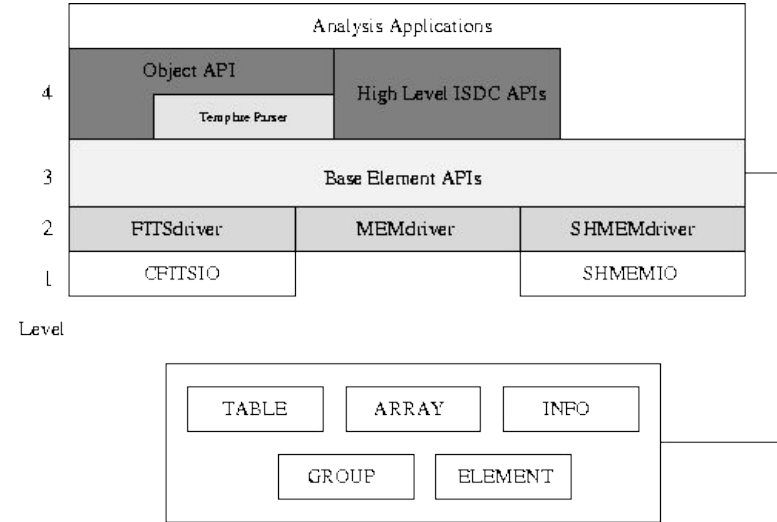 Analysis Applications
Object API
High Level ISDC APIs
4
Template Parser
3
Base Element APIs
2
FITSdriver
MEMdriver
SHMEMdriver
1
CFITSIO
SHMEMIO
Level
TABLE
ARRAY
INFO
GROUP
ELEMENT